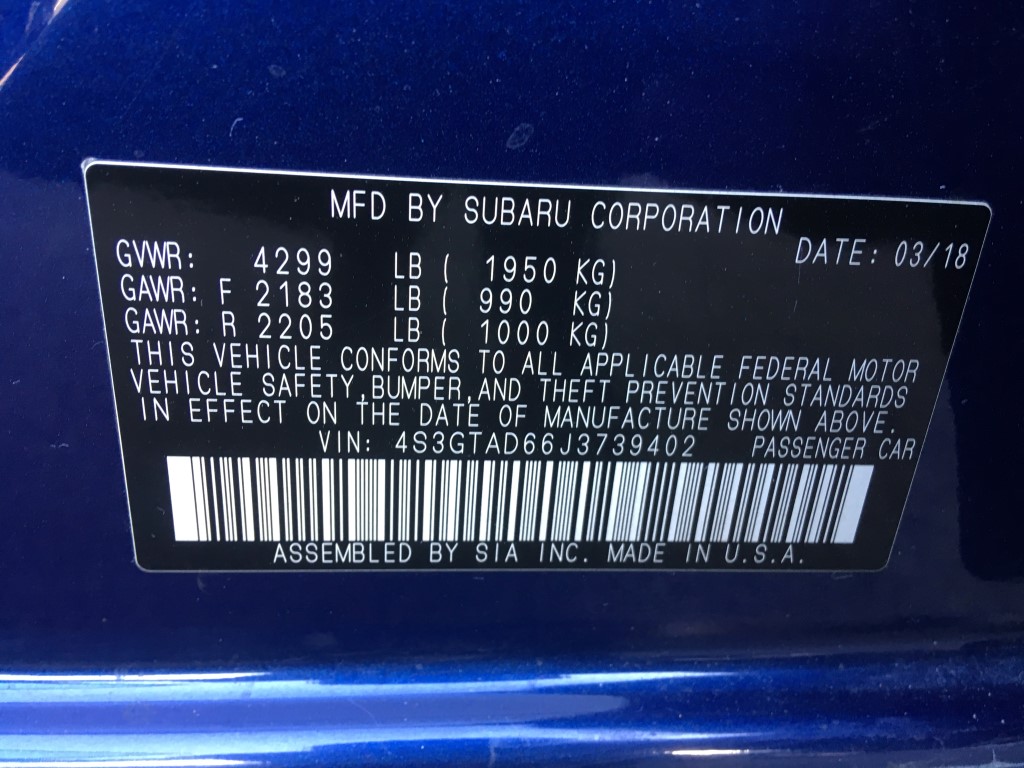 MFD BY SUBARU CORPORATION
DATE: 03/18
GVWR: 4299 LB ( 1950 KG)
GAWR: F 2183 LB ( 990 KG)
GAWR: R 2205 LB ( 1000 KG)
THIS VEHICLE CONFORMS TO ALL APPLICABLE FEDERAL MOTOR
VEHICLE SAFETY,BUMPER,AND THEFT PREVENTION STANDARDS
IN EFFECT ON THE DATE OF MANUFACTURE SHOWN ABOVE.
VIN: 4S3GTAD66J3739402 PASSENGER CAR
ASSEMBLED BY SIA INC. MADE IN U.S.A.